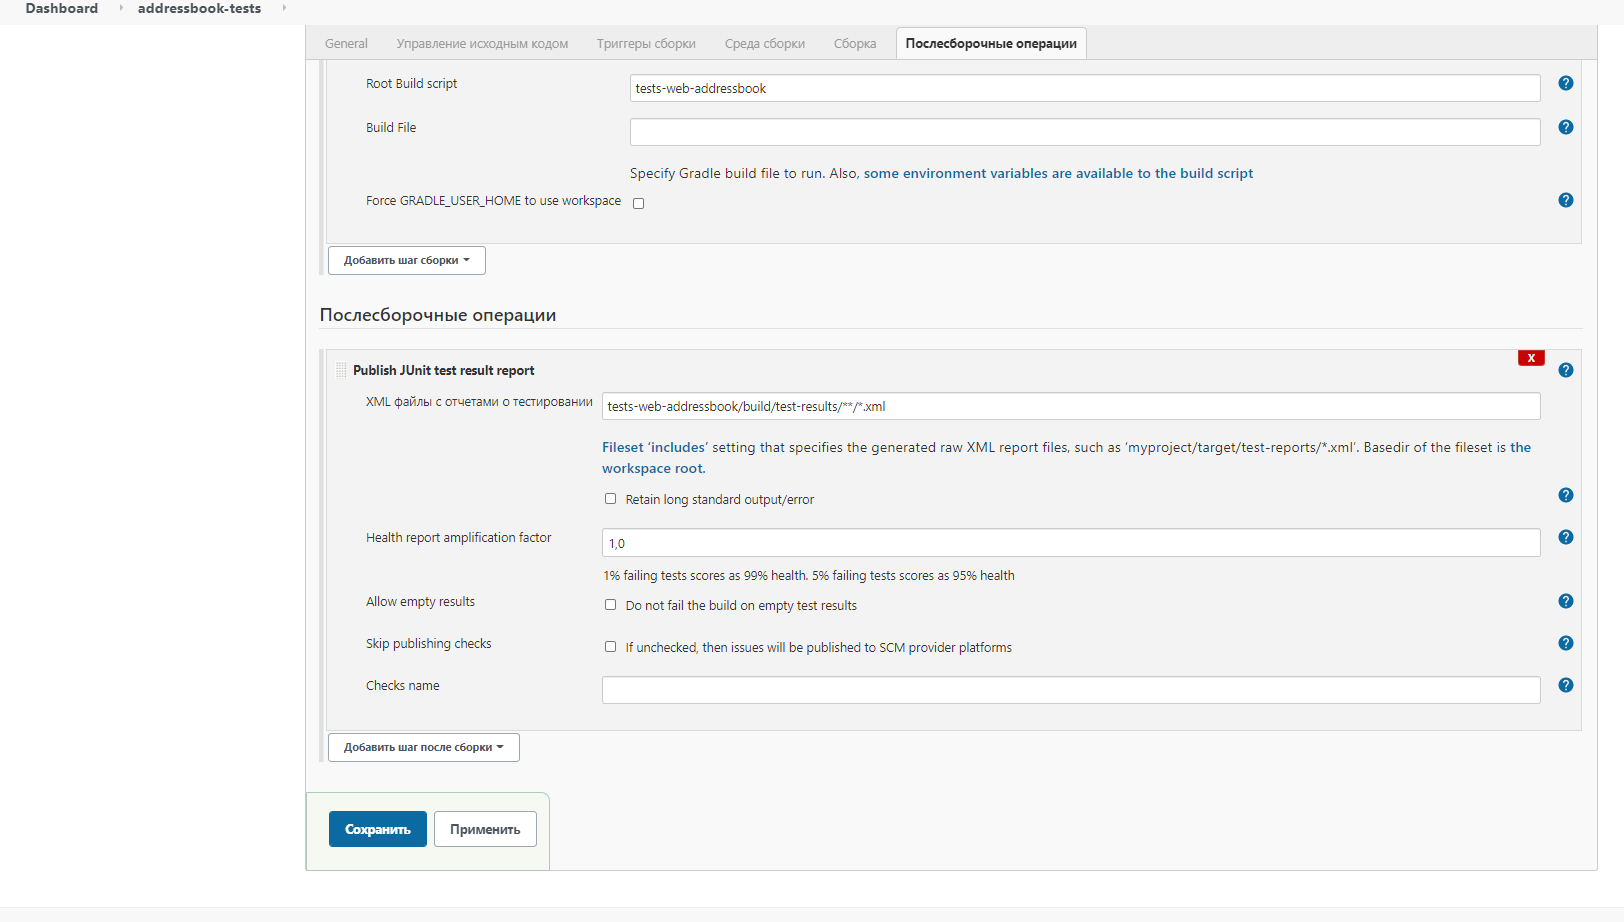 Dashboard addressbook-tests
General Управление исходным кодом Триггеры сборки Среда сборки Сборка Послесборочные операции
Root Build script tests-web-addressbook
Build File
Specify Gradle build file to run. Also, some environment variables are available to the build script
Force GRADLE_USER_HOME to use workspace
Добавить шаг сборки
Послесборочные операции
X
Publish JUnit test result report
XML файлы с отчетами о тестировании tests-web-addressbook/build/test-results/**/*.xml
Fileset ‘includes’ setting that specifies the generated raw XML report files, such as ‘myproject/target/test-reports/*.xml’. Basedir of the fileset is the
workspace root.
Retain long standard output/error
Health report amplification factor 1,0
1% failing tests scores as 99% health. 5% failing tests scores as 95% health
Allow empty results Do not fail the build on empty test results
Skip publishing checks If unchecked, then issues will be published to SCM provider platforms
Checks name
Добавить шаг после сборки
Сохранить Применить